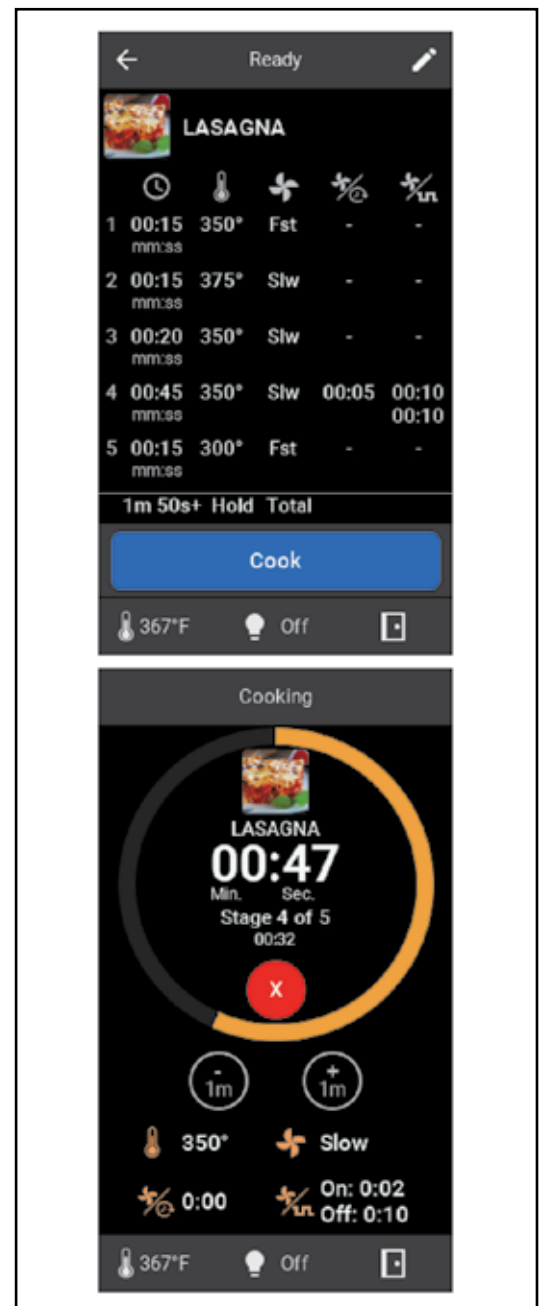 Ready
LASAGNA
1 00:15 350° Fst - -
mm:ss
2 00:15 375° Slw - -
mm:ss
3 00:20 350° Slw - -
mm:ss
4 00:45 350° Slw 00:05 00:10
mm:ss 00:10
5 00:15 300° Fst - -
mm:ss
1m 50s+ Hold Total
Cook
367°F Off
Cooking
LASAGNA
00:47
Min. Sec.
Stage 4 of 5
00:32
X
- +
1m 1m
350° Slow
0:00 On: 0:02
Off: 0:10
367°F Off